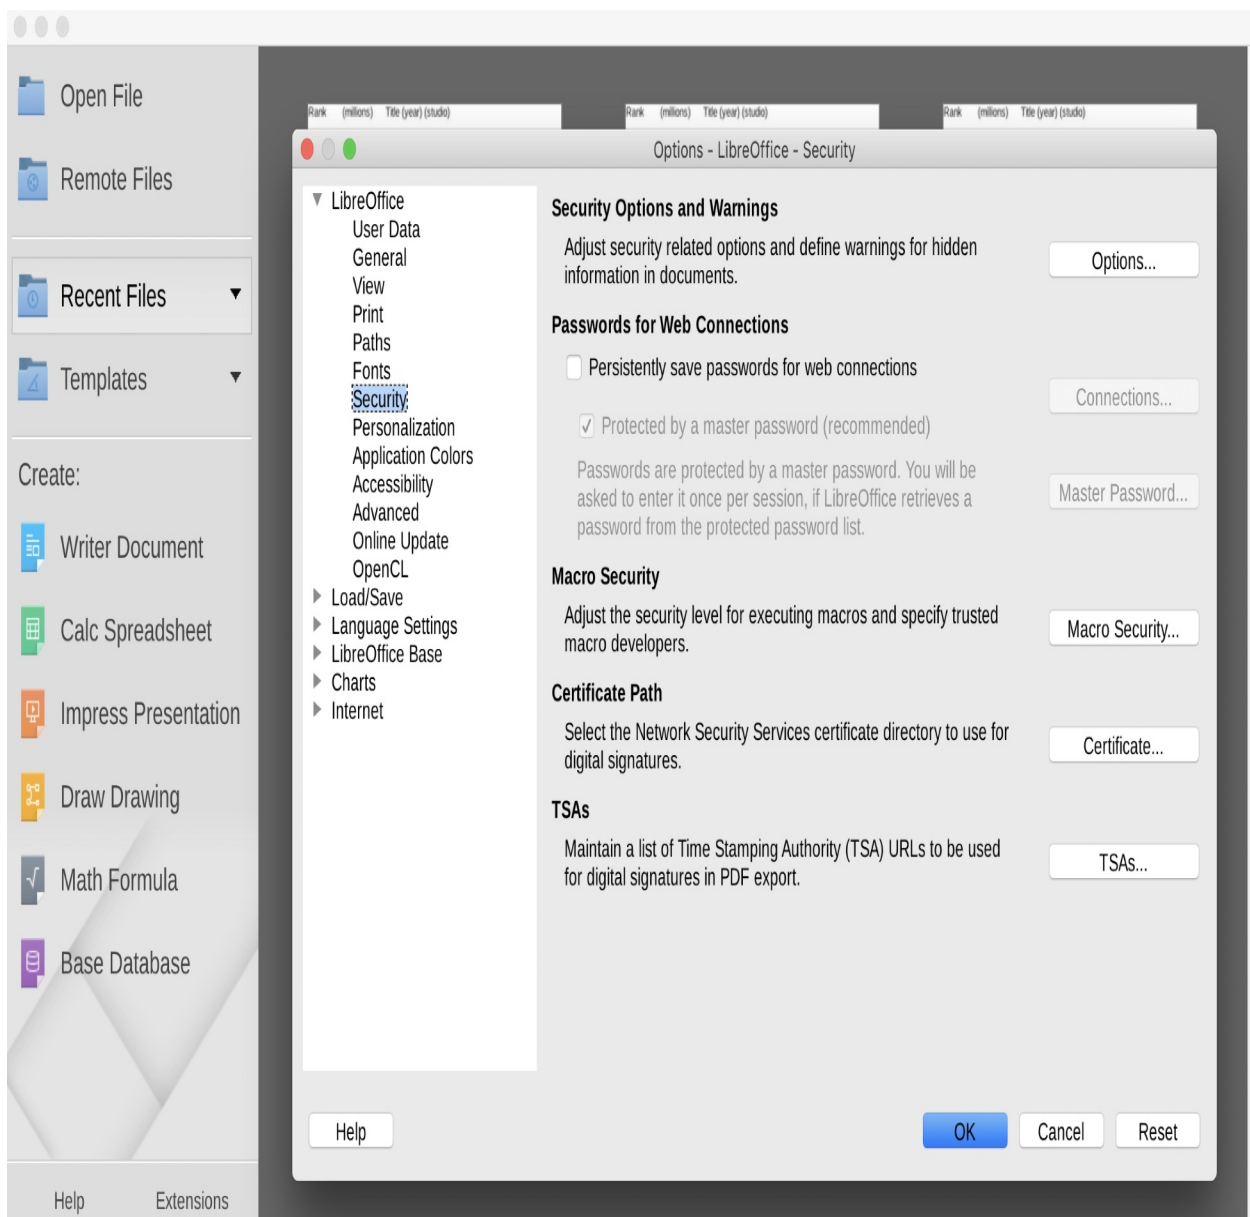 Open File
Remote Files
Recent Files
Templates
Create:
Writer Document
Calc Spreadsheet
Impress Presentation
Draw Drawing
Math Formula
Base Database
Help Extensions
Rank (millions) Title (year) (studio)
Rank (millions) Title (year) (studio)
Rank (millions) Title (year) (studio)
Options - LibreOffice - Security
LibreOffice
User Data
General
View
Print
Paths
Fonts
Security
Personalization
Application Colors
Accessibility
Advanced
Online Update
OpenCL
Load/Save
Language Settings
LibreOffice Base
Charts
Internet
Security Options and Warnings
Adjust security related options and define warnings for hidden
information in documents.
Options...
Passwords for Web Connections
Persistently save passwords for web connections
Connections...
Protected by a master password (recommended)
Passwords are protected by a master password. You will be
asked to enter it once per session, if LibreOffice retrieves a
password from the protected password list.
Master Password...
Macro Security
Adjust the security level for executing macros and specify trusted
macro developers.
Macro Security...
Certificate Path
Select the Network Security Services certificate directory to use for
digital signatures.
Certificate...
TSAs
Maintain a list of Time Stamping Authority (TSA) URLs to be used
for digital signatures in PDF export.
TSAs...
Help
OK
Cancel
Reset